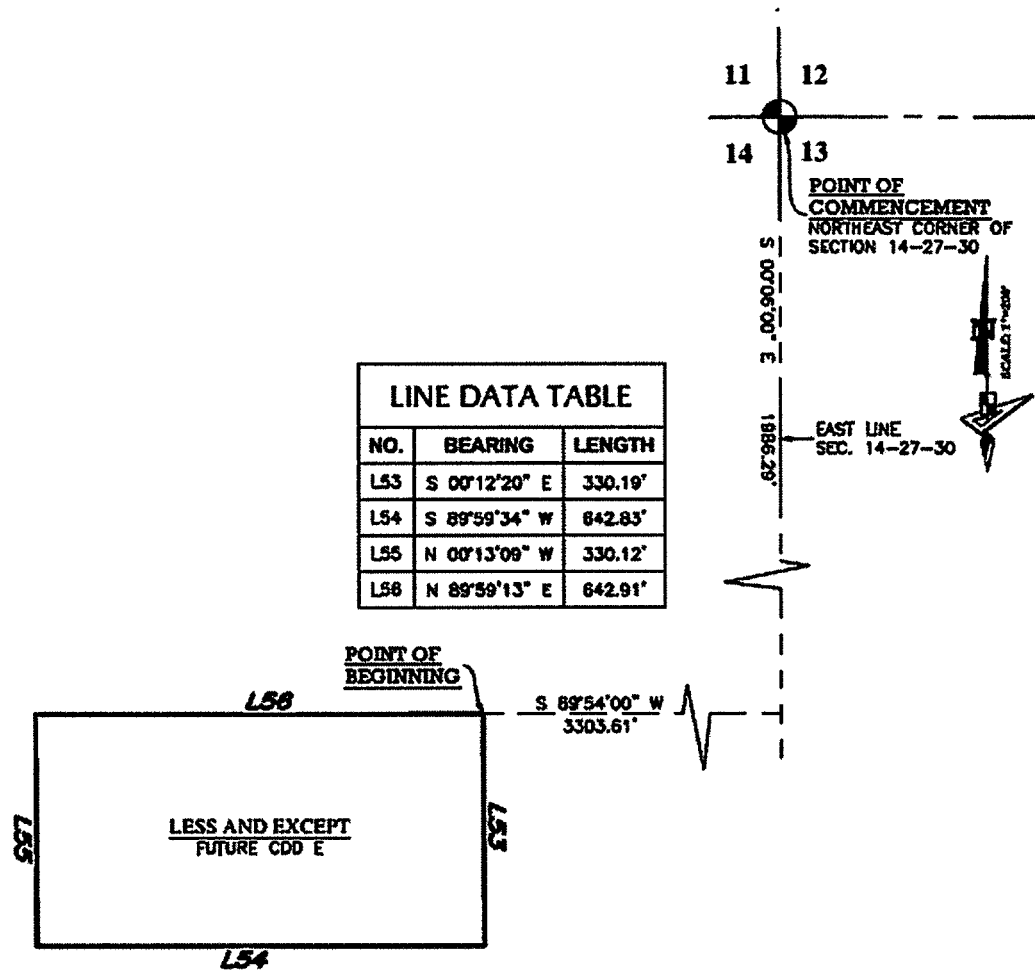 11 12
14 13
POINT OF
COMMENCEMENT
NORTHEAST CORNER OF
SECTION 14-27-30
S 00°06'00" E 1986.29'
EAST LINE
SEC. 14-27-30
LINE DATA TABLE
NO. BEARING LENGTH
L53 S 00°12'20" E 330.19'
L54 S 89°59'34" W 642.83'
L55 N 00°13'09" W 330.12'
L56 N 89°59'13" E 642.91'
POINT OF
BEGINNING
S 89°54'00" W
3303.61'
L56
L55
L53
LESS AND EXCEPT
FUTURE CDD E
L54